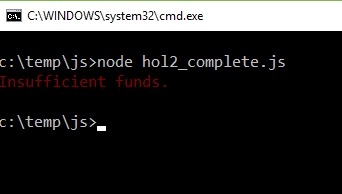 C:\WINDOWS\system32\cmd.exe
c:\temp\js>node hol2_complete.js
Insufficient funds.
c:\temp\js>